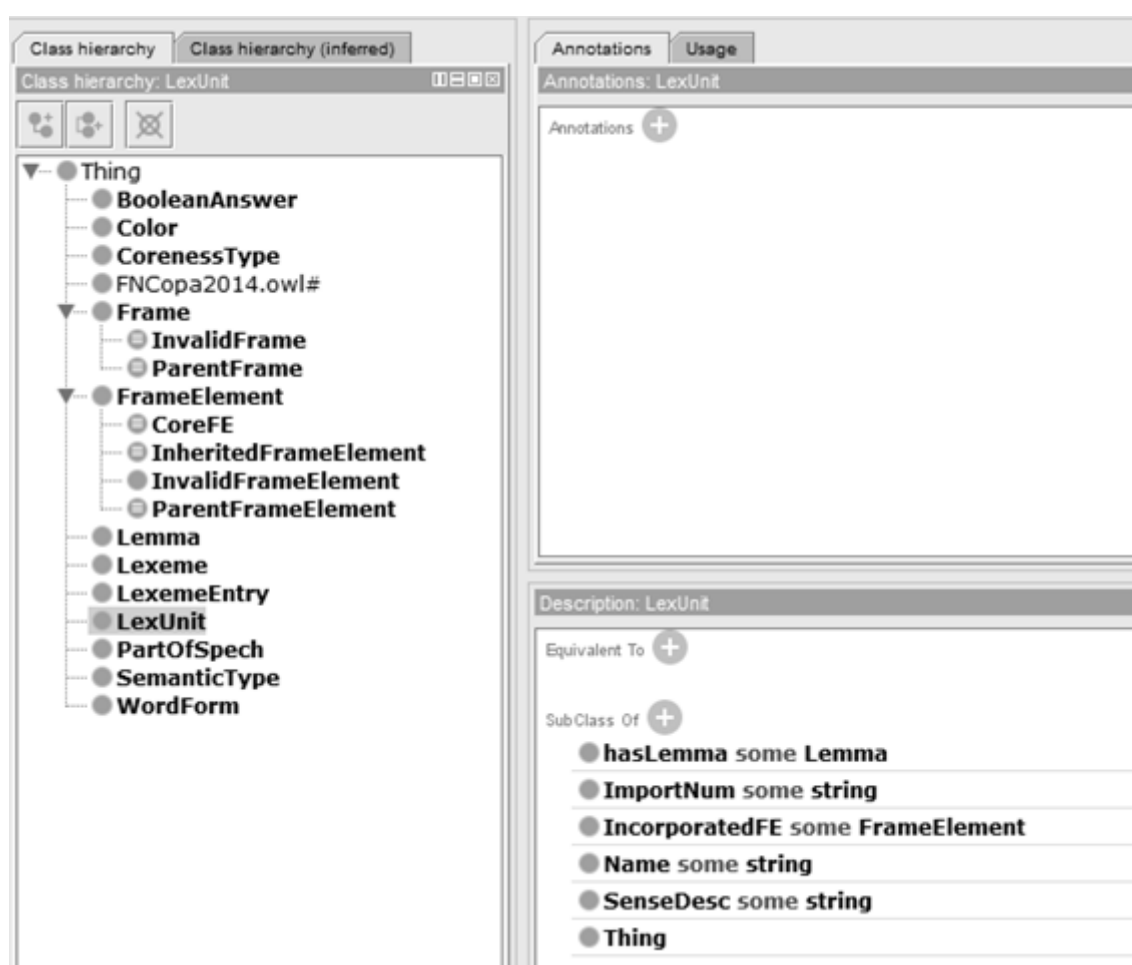 Class hierarchy
Class hierarchy (inferred)
Class hierarchy: LexUnit
Thing
BooleanAnswer
Color
CorenessType
FNCopa2014.owl#
Frame
InvalidFrame
ParentFrame
FrameElement
CoreFE
InheritedFrameElement
InvalidFrameElement
ParentFrameElement
Lemma
Lexeme
LexemeEntry
LexUnit
PartOfSpech
SemanticType
WordForm
Annotations
Usage
Annotations: LexUnit
Annotations
Description: LexUnit
Equivalent To
SubClass Of
hasLemma some Lemma
ImportNum some string
IncorporatedFE some FrameElement
Name some string
SenseDesc some string
Thing